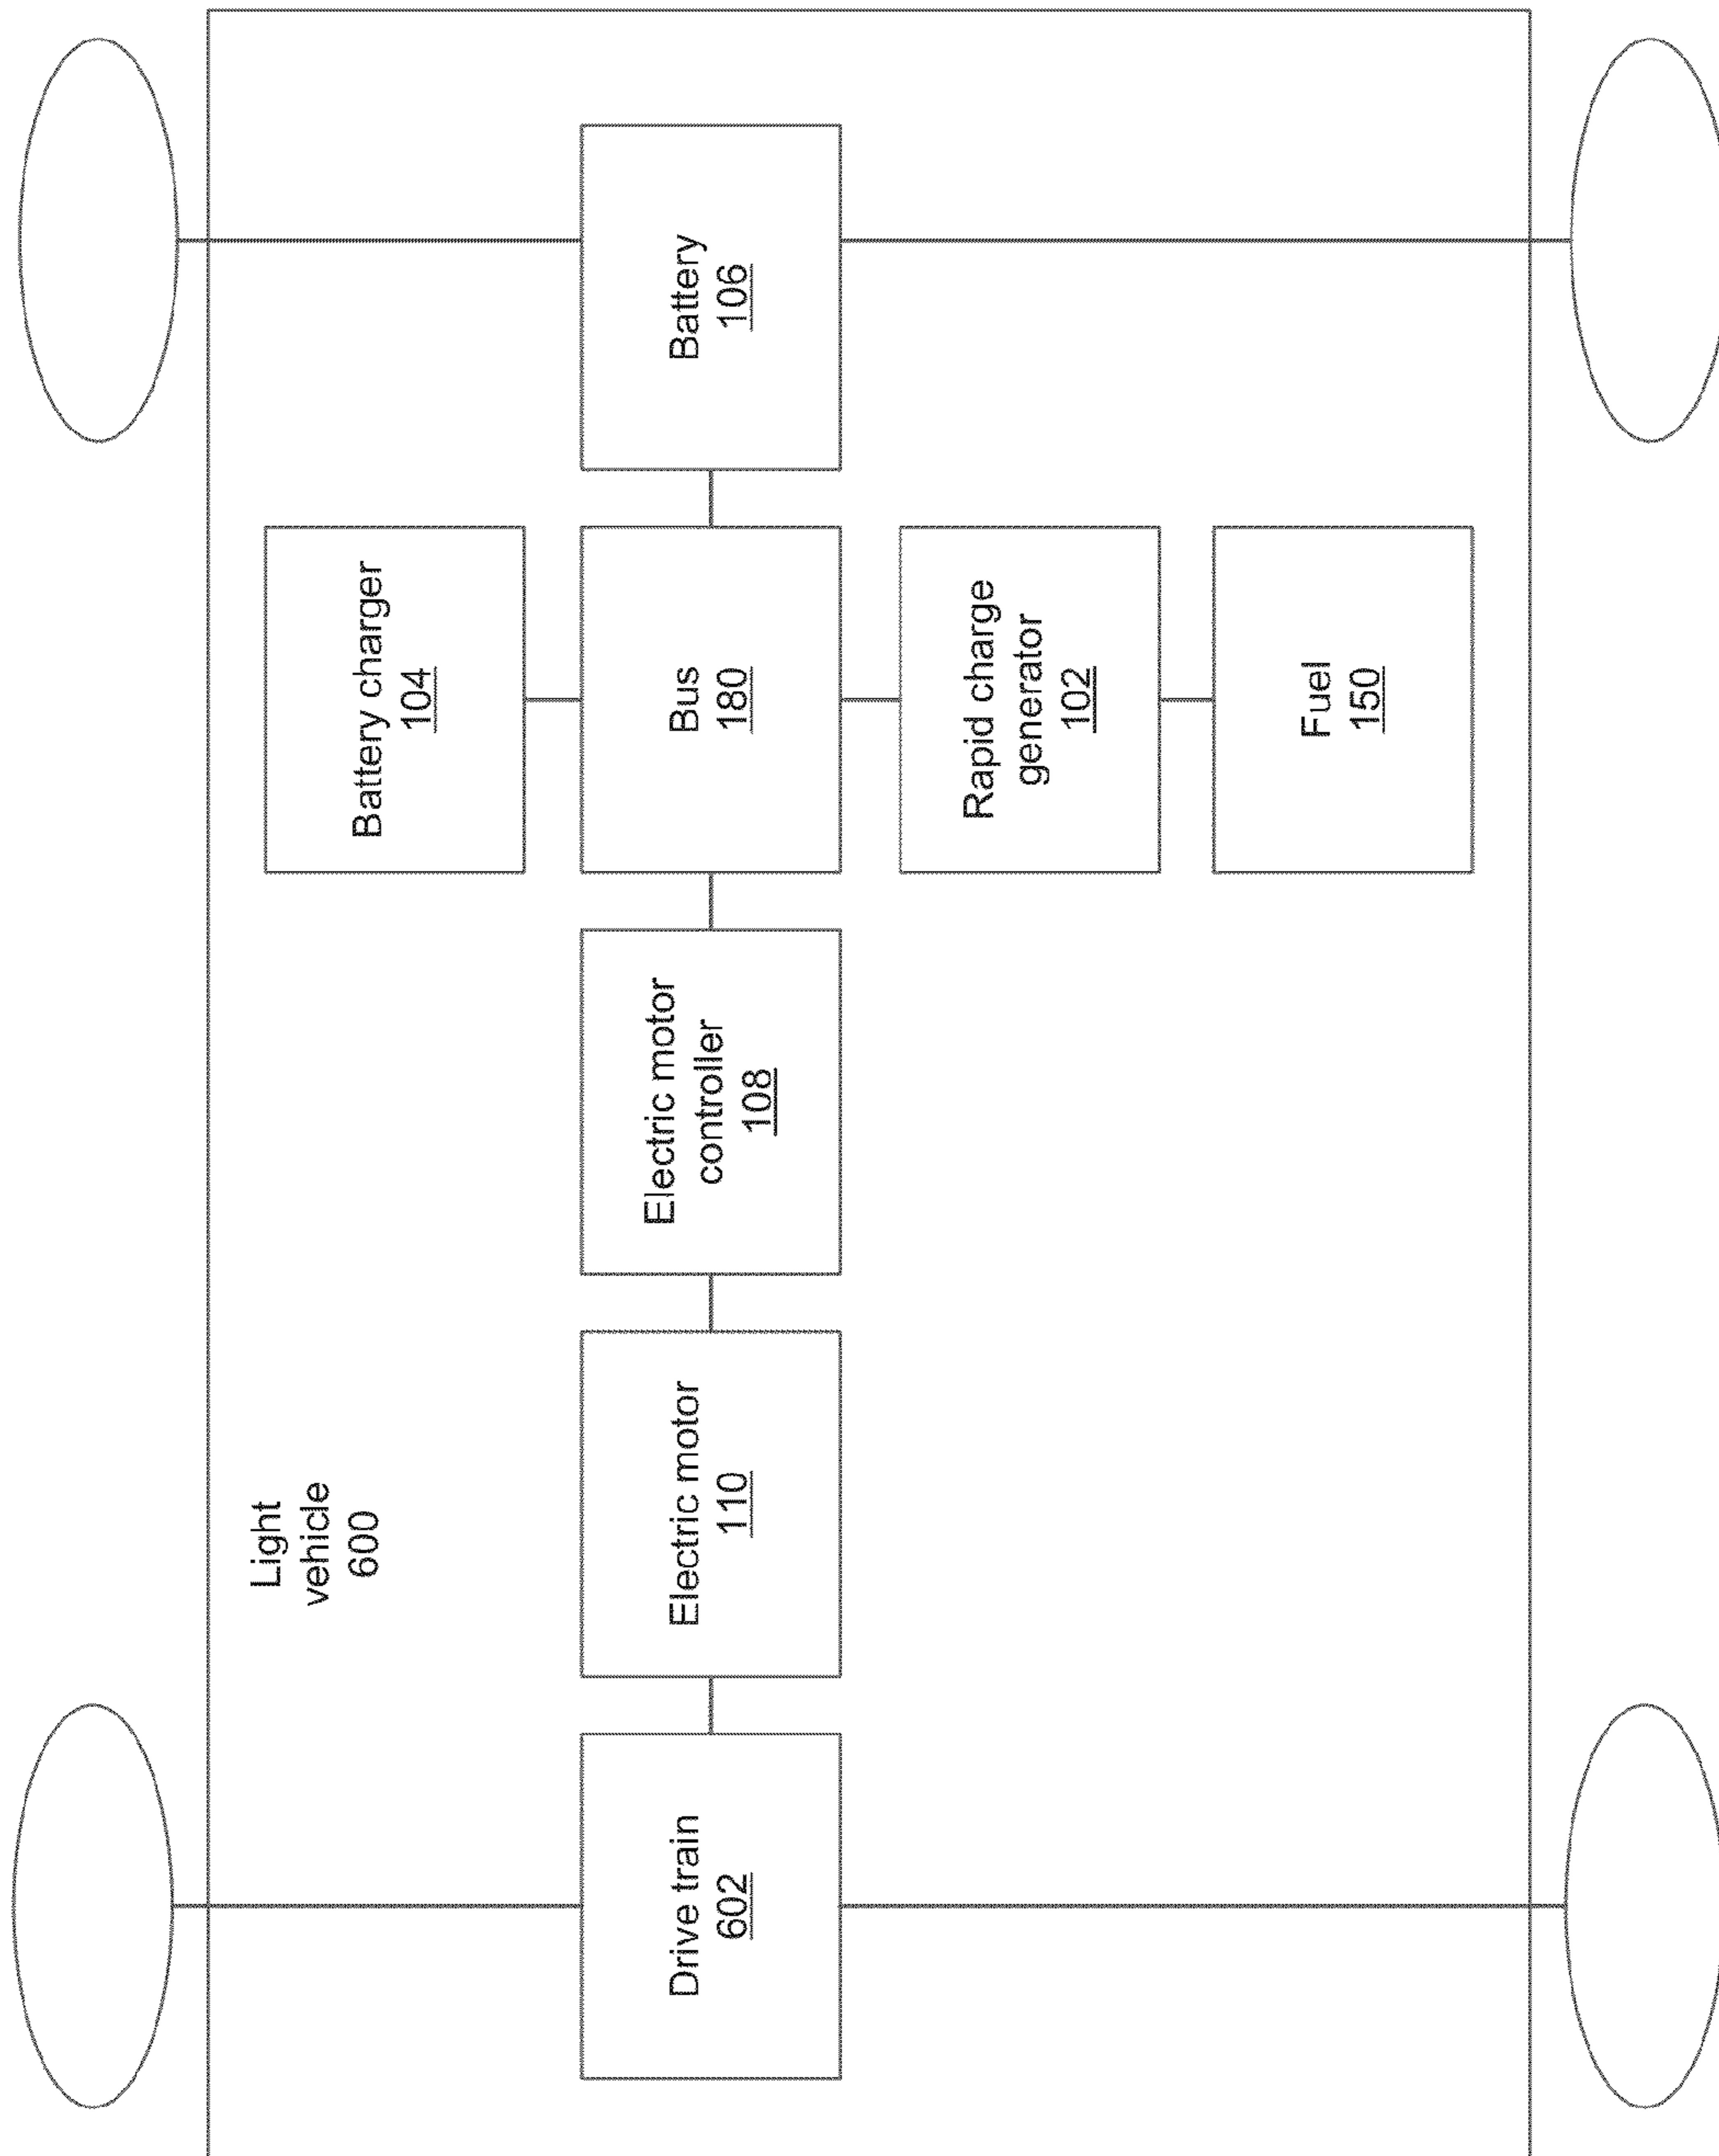 Light
vehicle
600
Battery charger
104
Drive train
602
Electric motor
110
Electric motor
controller
108
Bus
180
Battery
106
Rapid charge
generator
102
Fuel
150